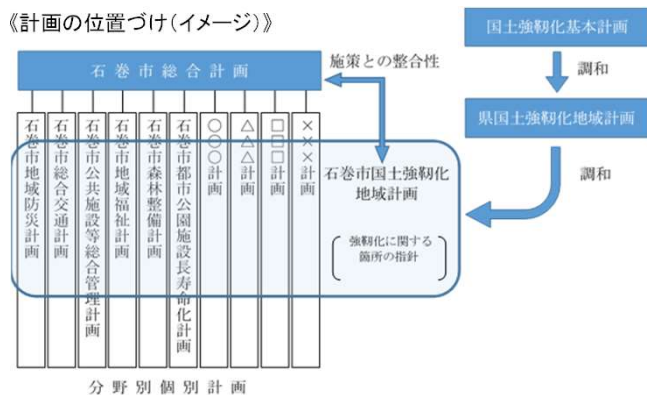 《計画の位置づけ(イメージ)》
石巻市総合計画
施策との整合性
国土強靭化基本計画
調和
県国土強靭化地域計画
調和
石巻市地域防災計画
石巻市総合交通計画
石巻市公共施設等総合管理計画
石巻市地域福祉計画
石巻市森林整備計画
石巻市都市公園施設長寿命化計画
○○○計画
△△△計画
□□□計画
×××計画
石巻市国土強靭化
地域計画
強靭化に関する
箇所の指針
分野別個別計画